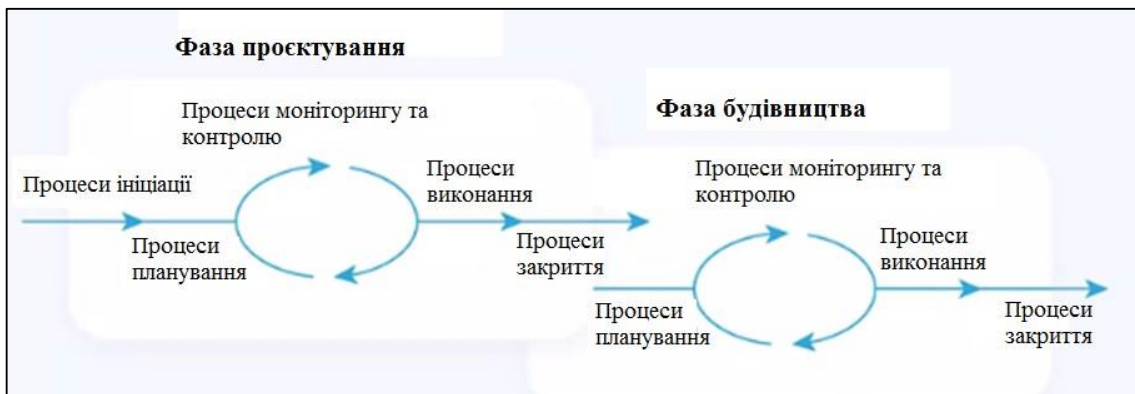 Фаза проєктування
Процеси моніторингу та
контролю
Процеси ініціації
Процеси
виконання
Процеси
планування
Процеси
закриття
Фаза будівництва
Процеси моніторингу та
контролю
Процеси
виконання
Процеси
планування
Процеси
закриття